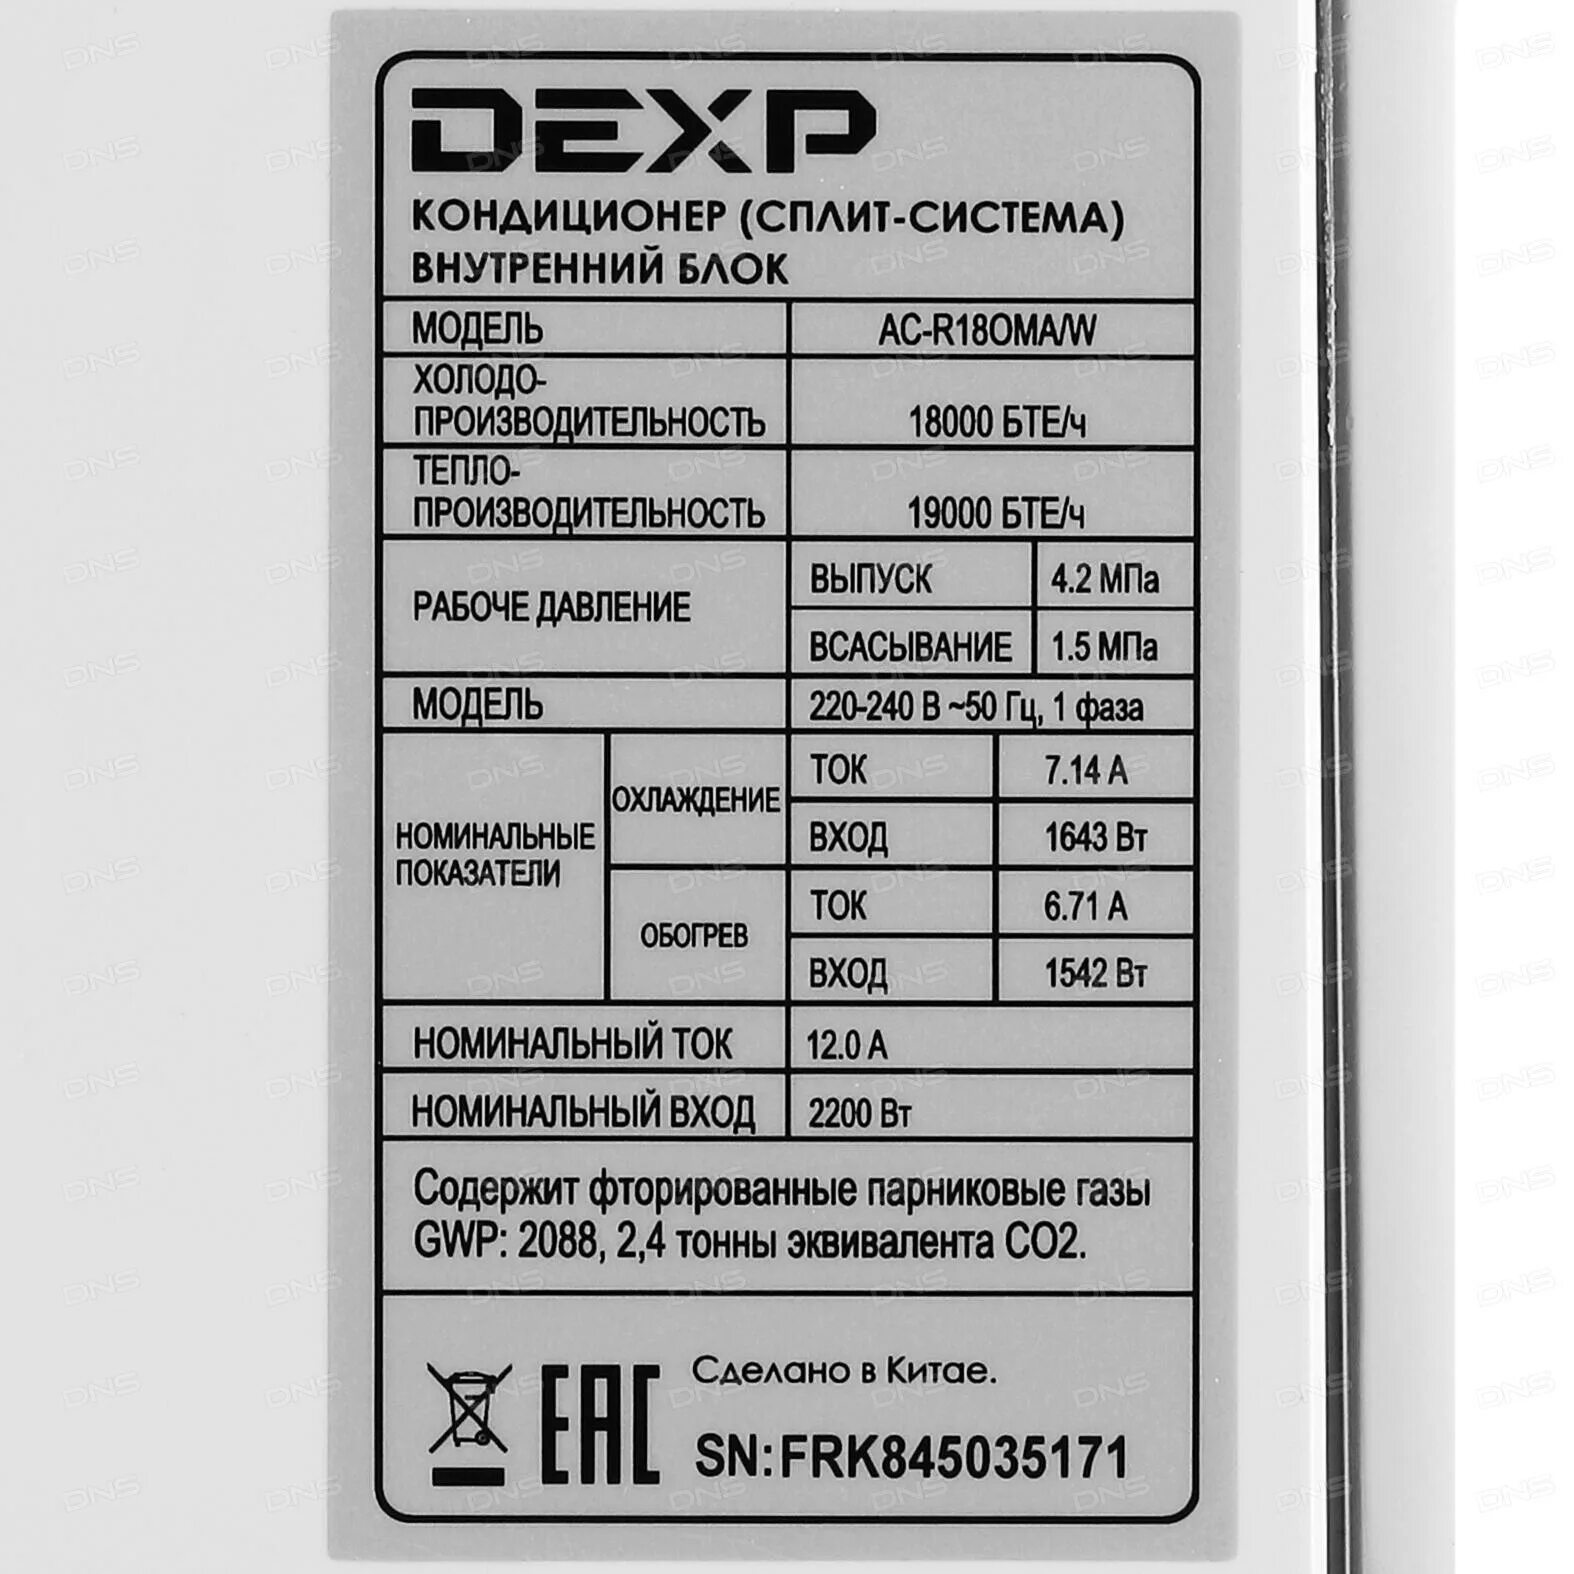 DEXP
КОНДИЦИОНЕР (СПЛИТ-СИСТЕМА)
ВНУТРЕННИЙ БЛОК
МОДЕЛЬ AC-R18OMA/W
ХОЛОДО-
ПРОИЗВОДИТЕЛЬНОСТЬ 18000 БТЕ/ч
ТЕПЛО-
ПРОИЗВОДИТЕЛЬНОСТЬ 19000 БТЕ/ч
РАБОЧЕ ДАВЛЕНИЕ
ВЫПУСК 4.2 МПа
ВСАСЫВАНИЕ 1.5 МПа
МОДЕЛЬ 220-240 В ~50 Гц, 1 фаза
НОМИНАЛЬНЫЕ
ПОКАЗАТЕЛИ
ОХЛАЖДЕНИЕ
ТОК 7.14 А
ВХОД 1643 Вт
ОБОГРЕВ
ТОК 6.71 А
ВХОД 1542 Вт
НОМИНАЛЬНЫЙ ТОК 12.0 А
НОМИНАЛЬНЫЙ ВХОД 2200 Вт
Содержит фторированные парниковые газы
GWP: 2088, 2,4 тонны эквивалента CO2.
EAC
Сделано в Китае.
SN:FRK845035171
DNS